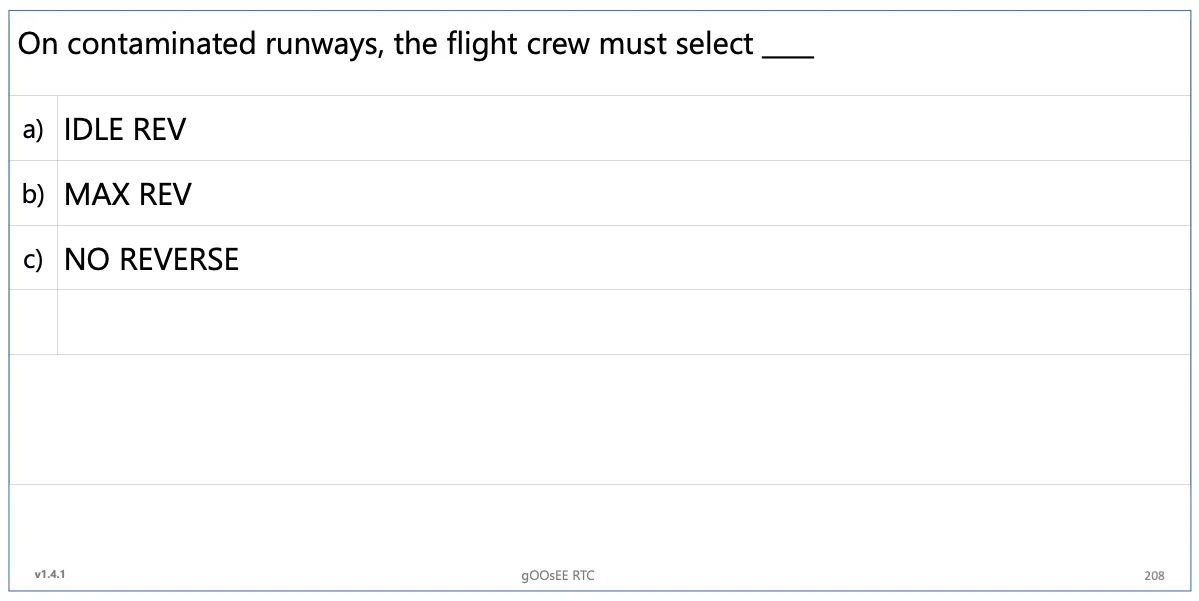 On contaminated runways, the flight crew must select ____
a) IDLE REV
b) MAX REV
c) NO REVERSE
v1.4.1 gOOsEE RTC 208